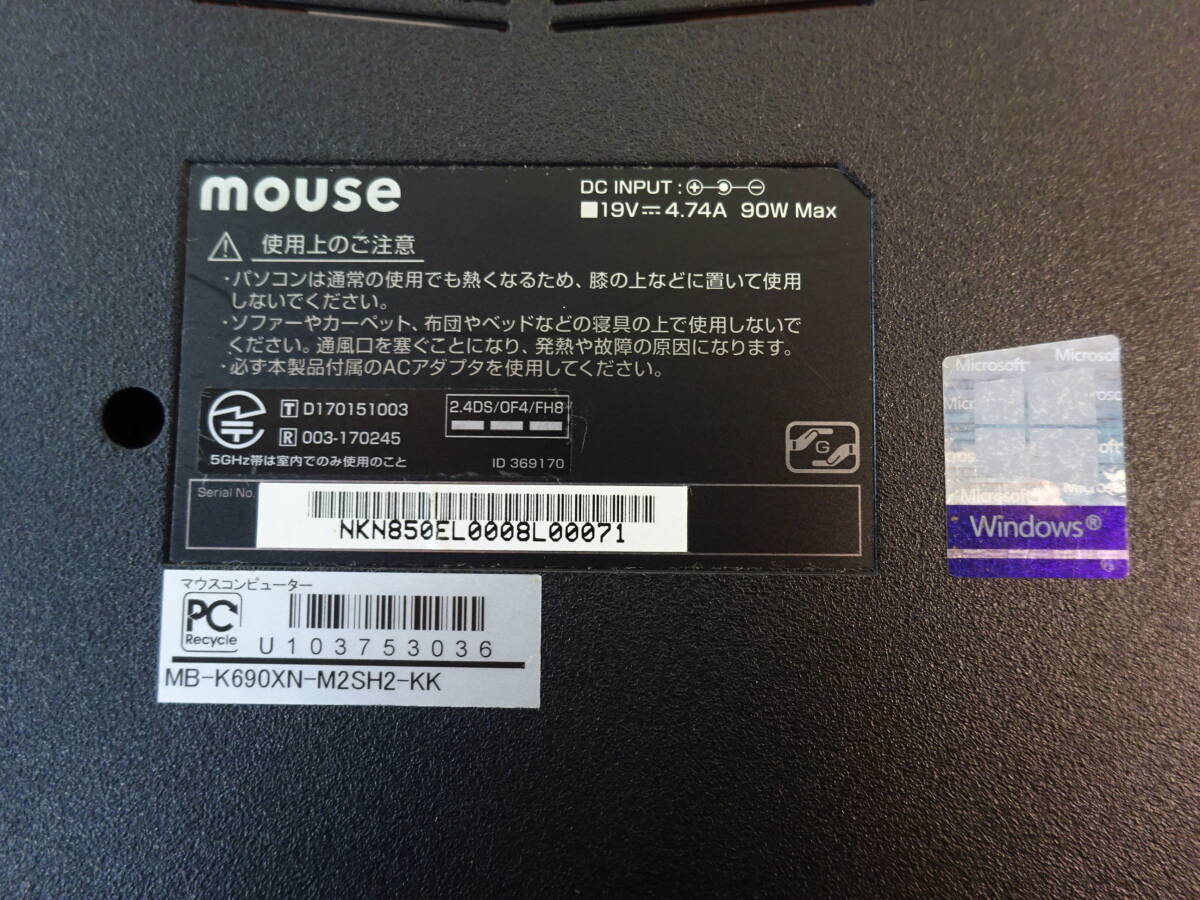 mouse
DC INPUT :
■19V 4.74A 90W Max
使用上のご注意
・パソコンは通常の使用でも熱くなるため、膝の上などに置いて使用
しないでください。
・ソファーやカーペット、布団やベッドなどの寝具の上で使用しないで
ください。通風口を塞ぐことになり、発熱や故障の原因になります。
・必ず本製品付属のACアダプタを使用してください。
T D170151003
R 003-170245
2.4DS/OF4/FH8
5GHz帯は室内でのみ使用のこと
ID 369170
G
Serial No.
NKN850EL0008L00071
マウスコンピューター
PC
Recycle
U103753036
MB-K690XN-M2SH2-KK
Microsoft
Microsoft
Microsoft
Windows®